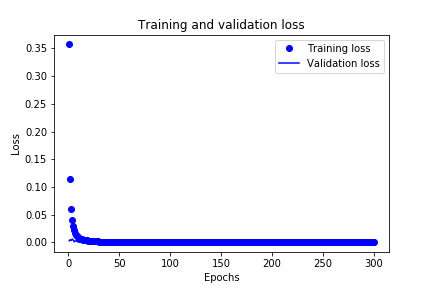 Training and validation loss
Training loss
Validation loss
0.35
0.30
0.25
0.20
0.15
0.10
0.05
0.00
Loss
0 50 100 150 200 250 300
Epochs